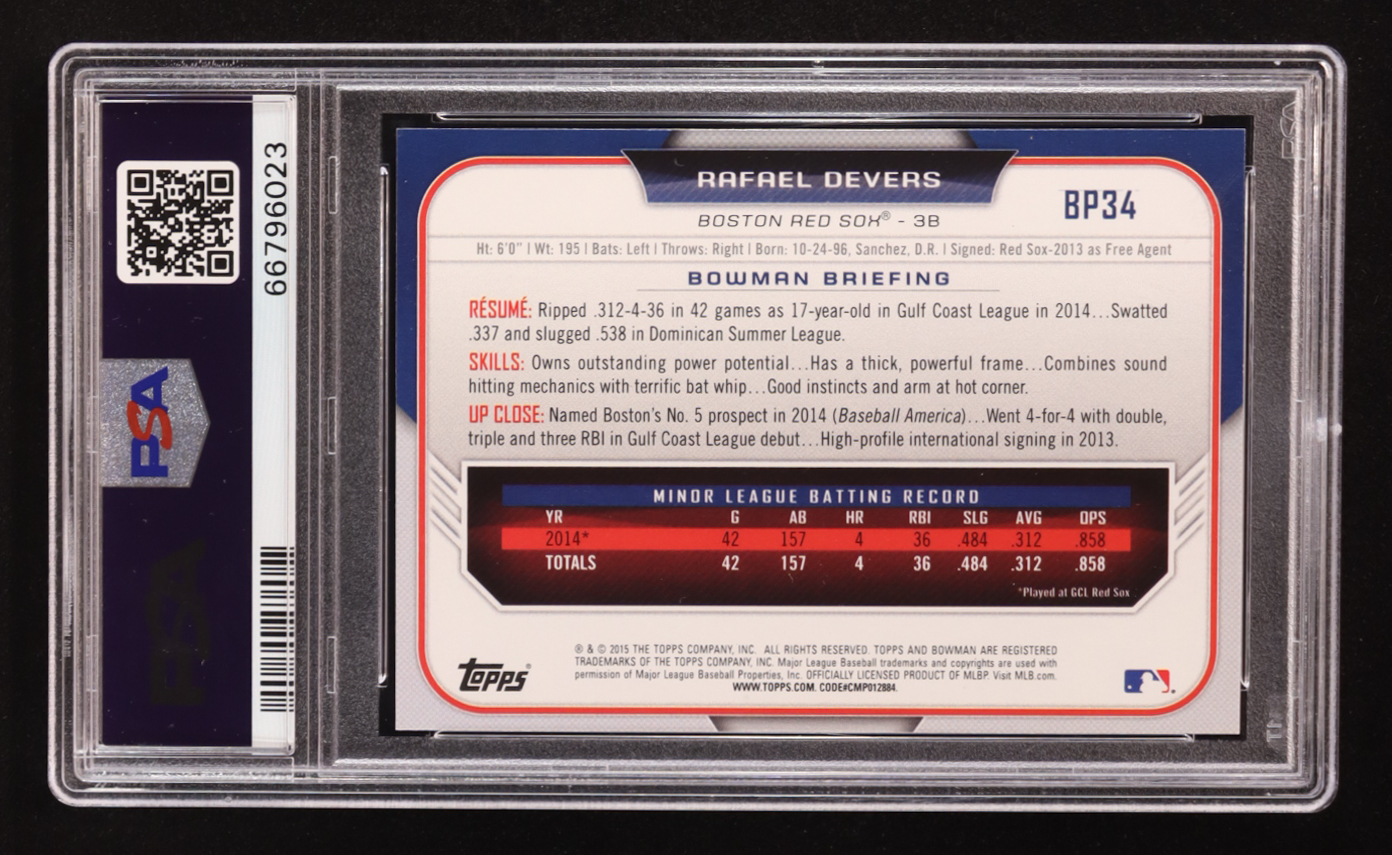 66796023
PSA
PSA
RAFAEL DEVERS
BOSTON RED SOX® - 3B
BP34
Ht: 6'0" | Wt: 195 | Bats: Left | Throws: Right | Born: 10-24-96, Sanchez, D.R. | Signed: Red Sox-2013 as Free Agent
BOWMAN BRIEFING
RÉSUMÉ: Ripped .312-4-36 in 42 games as 17-year-old in Gulf Coast League in 2014...Swatted
.337 and slugged .538 in Dominican Summer League.
SKILLS: Owns outstanding power potential...Has a thick, powerful frame...Combines sound
hitting mechanics with terrific bat whip...Good instincts and arm at hot corner.
UP CLOSE: Named Boston's No. 5 prospect in 2014 (Baseball America)...Went 4-for-4 with double,
triple and three RBI in Gulf Coast League debut...High-profile international signing in 2013.
MINOR LEAGUE BATTING RECORD
YR G AB HR RBI SLG AVG OPS
2014* 42 157 4 36 .484 .312 .858
TOTALS 42 157 4 36 .484 .312 .858
*Played at GCL Red Sox
® & © 2015 THE TOPPS COMPANY, INC. ALL RIGHTS RESERVED. TOPPS AND BOWMAN ARE REGISTERED
TRADEMARKS OF THE TOPPS COMPANY, INC. Major League Baseball trademarks and copyrights are used with
permission of Major League Baseball Properties, Inc. OFFICIALLY LICENSED PRODUCT OF MLBP. Visit MLB.com.
WWW.TOPPS.COM. CODE#CMP012884.
Topps®
PSA